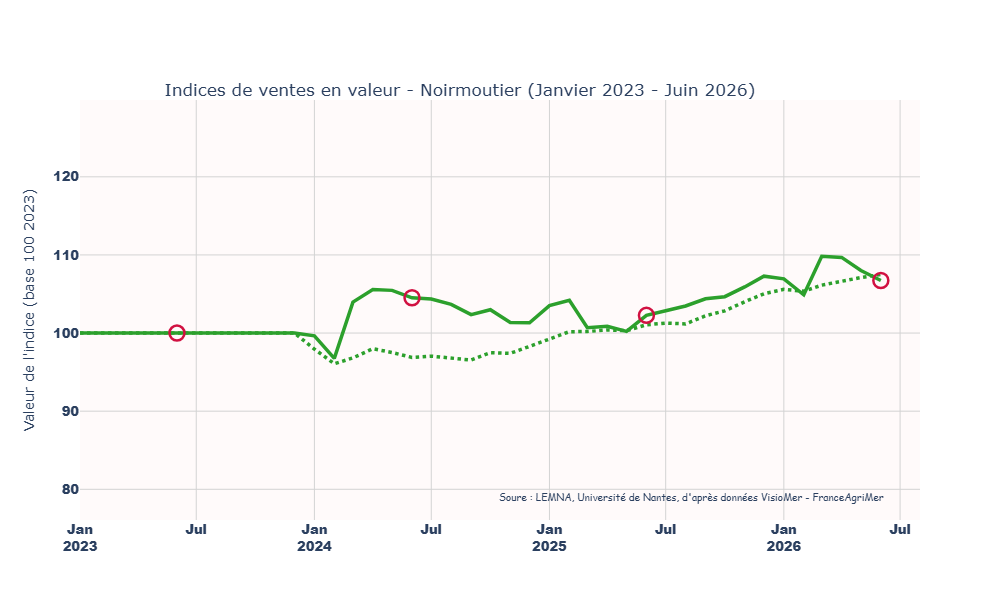 Indices de ventes en valeur - Noirmoutier (Janvier 2023 - Juin 2026)
Valeur de l'Indice (base 100 2023)
120
110
100
90
80
Soure : LEMNA, Université de Nantes, d'après données VisioMer - FranceAgriMer
Jan Jul Jan Jul Jan Jul Jan Jul
2023 2024 2025 2026